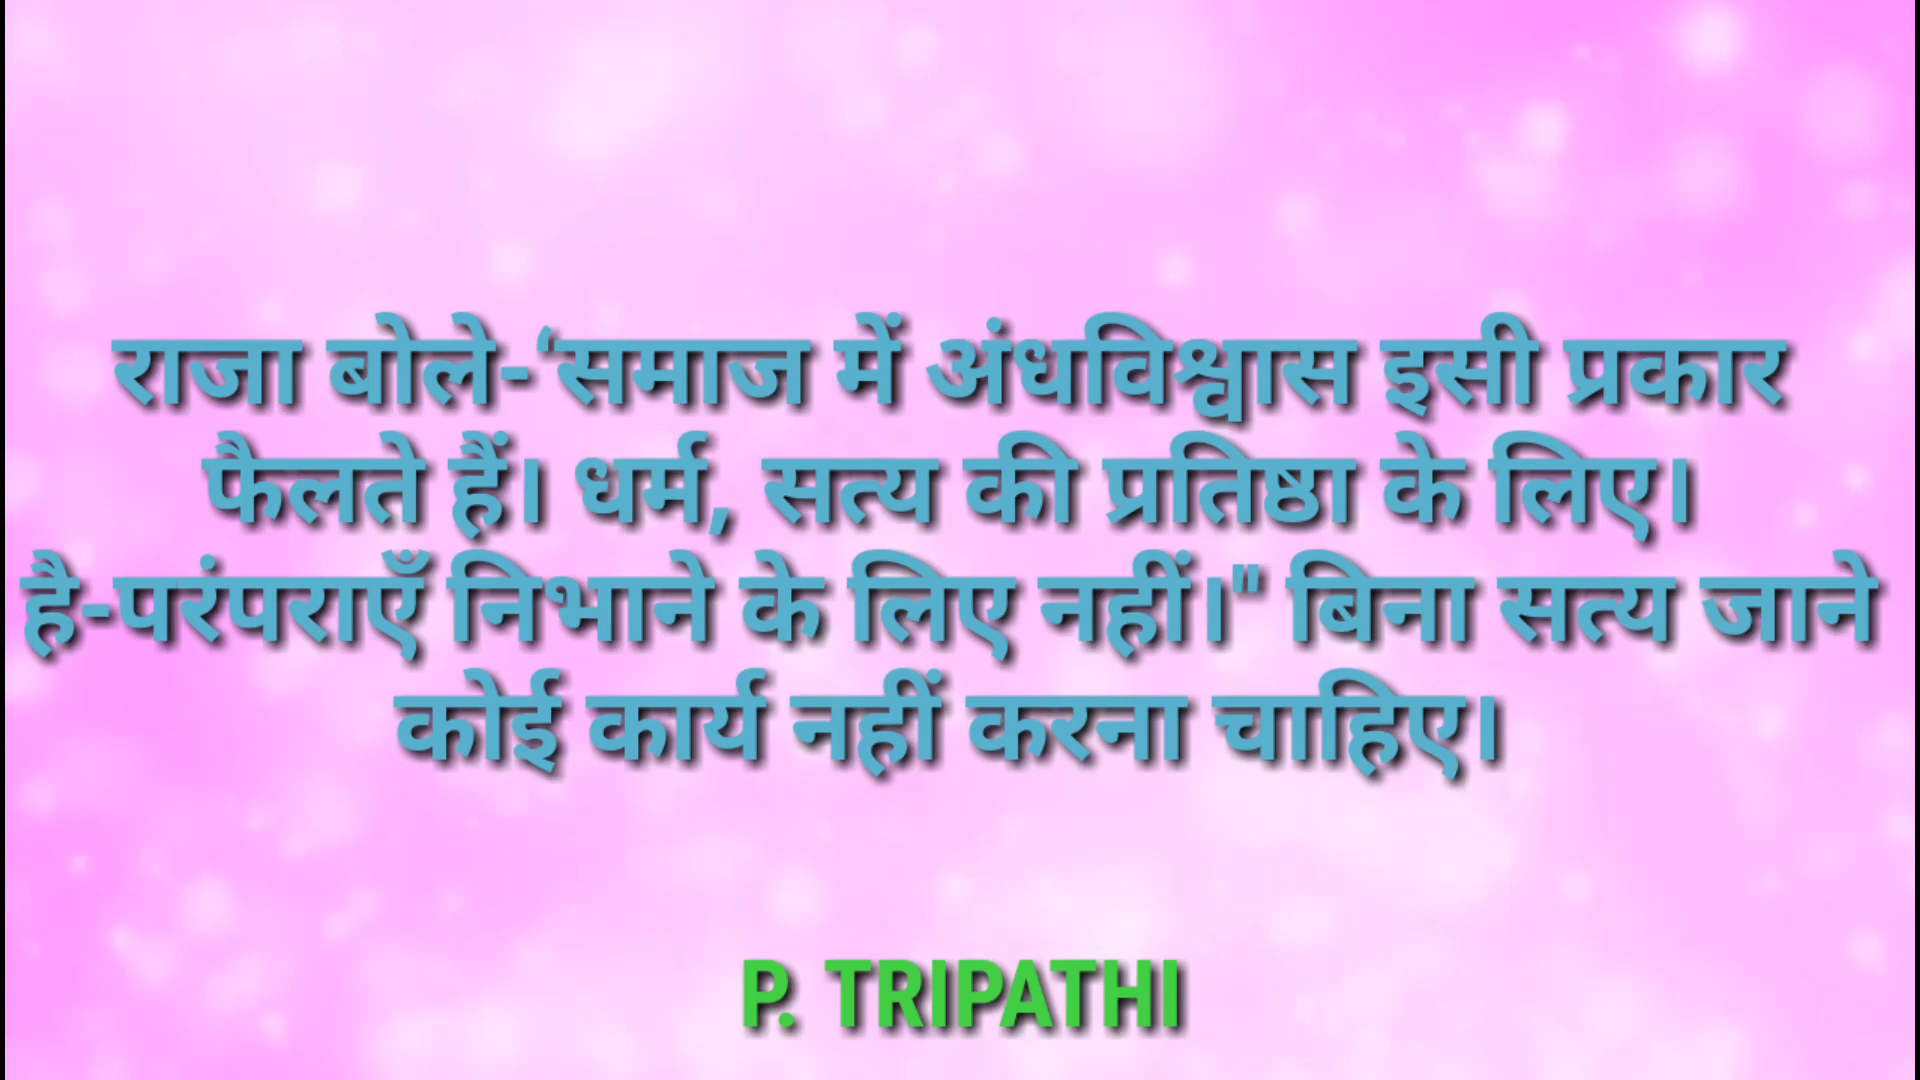 राजा बोले-‘समाज में अंधविश्वास इसी प्रकार
फैलते हैं। धर्म, सत्य की प्रतिष्ठा के लिए।
है-परंपराएँ निभाने के लिए नहीं।" बिना सत्य जाने
कोई कार्य नहीं करना चाहिए।
P. TRIPATHI